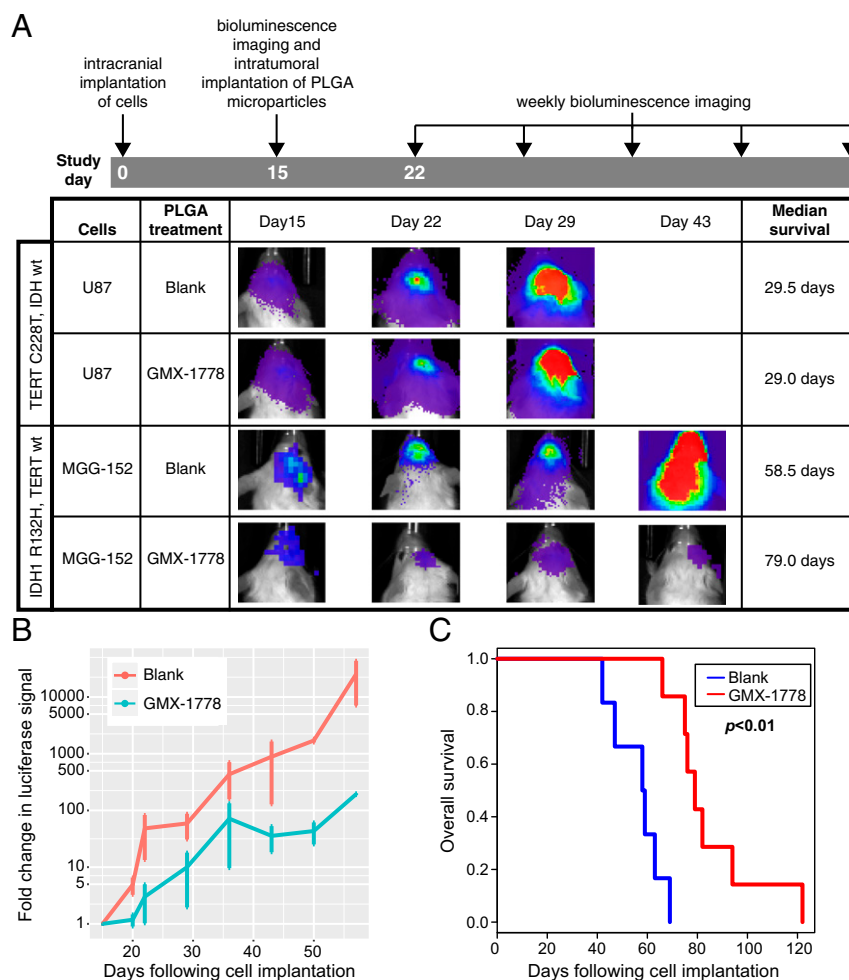 A
intracranial
implantation
of cells
bioluminescence
imaging and
intratumoral
implantation of PLGA
microparticles
weekly bioluminescence imaging
Study
day
0
15
22
Cells
PLGA
treatment
Day15
Day 22
Day 29
Day 43
Median
survival
TERT C228T, IDH wt
U87
Blank
29.5 days
U87
GMX-1778
29.0 days
IDH1 R132H, TERT wt
MGG-152
Blank
58.5 days
MGG-152
GMX-1778
79.0 days
B
Fold change in luciferase signal
10000
5000
1000
500
100
10
5
1
Blank
GMX-1778
20
30
40
50
Days following cell implantation
C
Overall survival
1.0
0.8
0.6
0.4
0.2
0.0
Blank
GMX-1778
p<0.01
0
20
40
60
80
100
120
Days following cell implantation